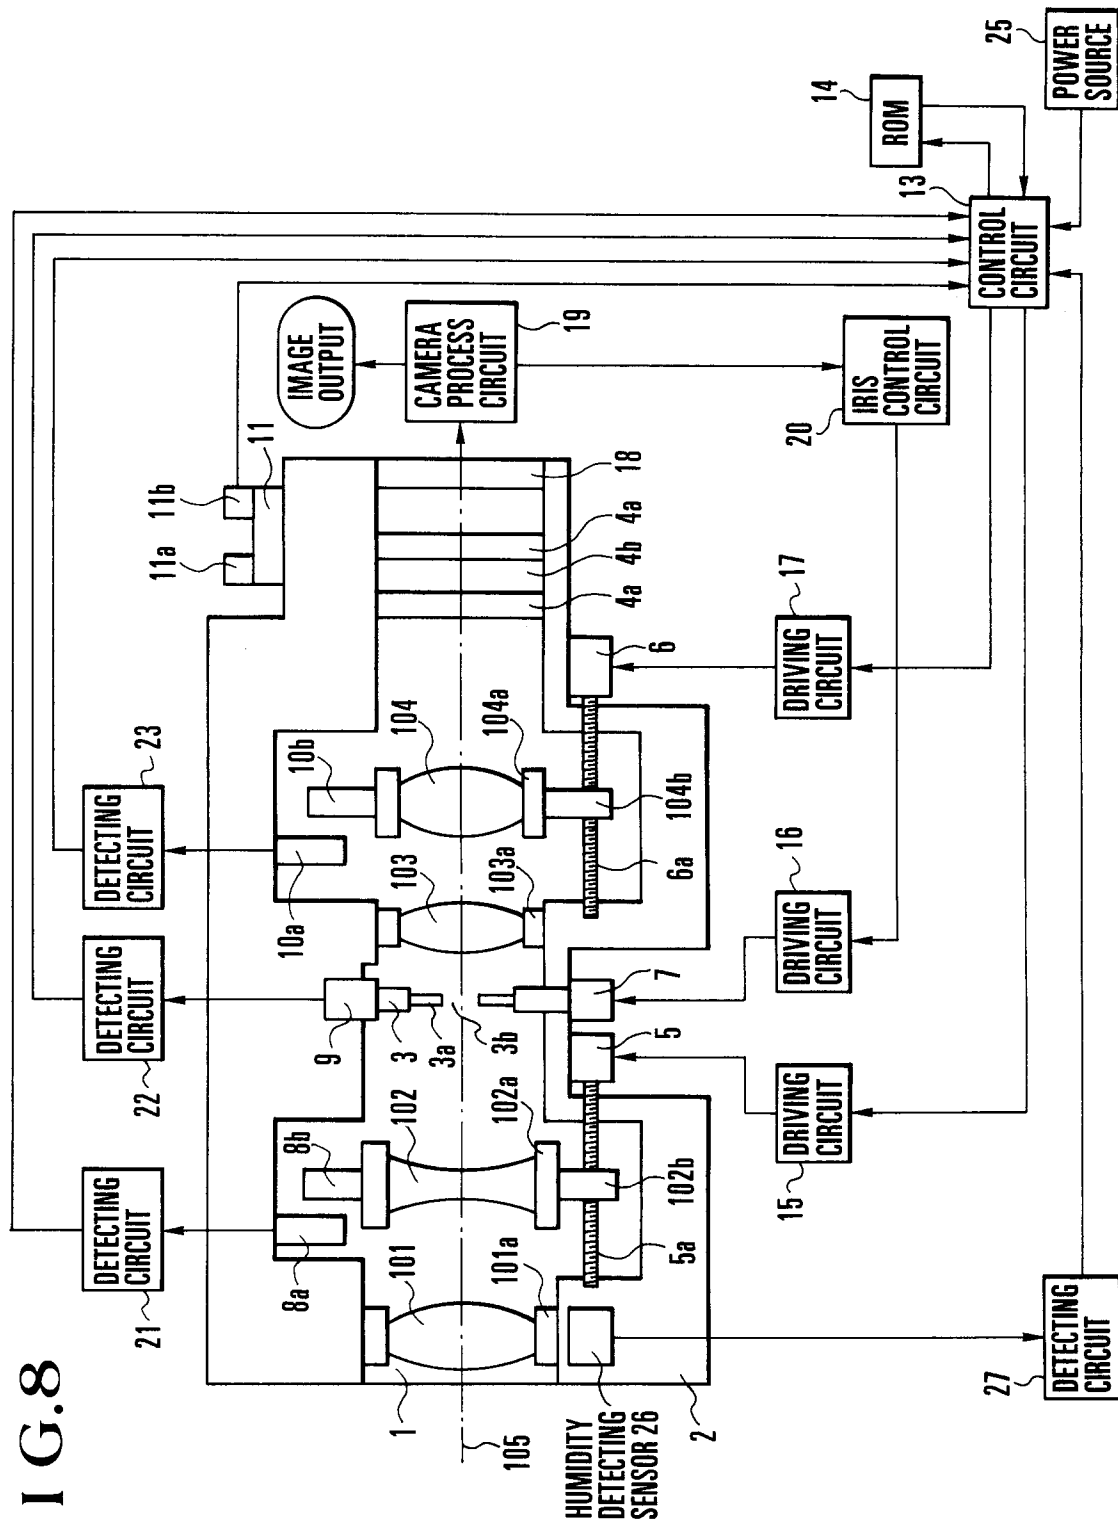 I G.8
21
DETECTING
CIRCUIT
22
DETECTING
CIRCUIT
DETECTING
CIRCUIT
23
8a
8b
9
10a
10b
11a
11b
11
101
102
3
3a
3b
103
104
1
105
101a
102a
103a
104a
4a
4b
4a
18
IMAGE
OUTPUT
CAMERA
PROCESS
CIRCUIT
19
HUMIDITY
DETECTING
SENSOR 26
2
5a
102b
5
7
6a
104b
6
15
DRIVING
CIRCUIT
DRIVING
CIRCUIT
16
DRIVING
CIRCUIT
17
20
IRIS
CONTROL
CIRCUIT
13
CONTROL
CIRCUIT
14
ROM
27
DETECTING
CIRCUIT
25
POWER
SOURCE